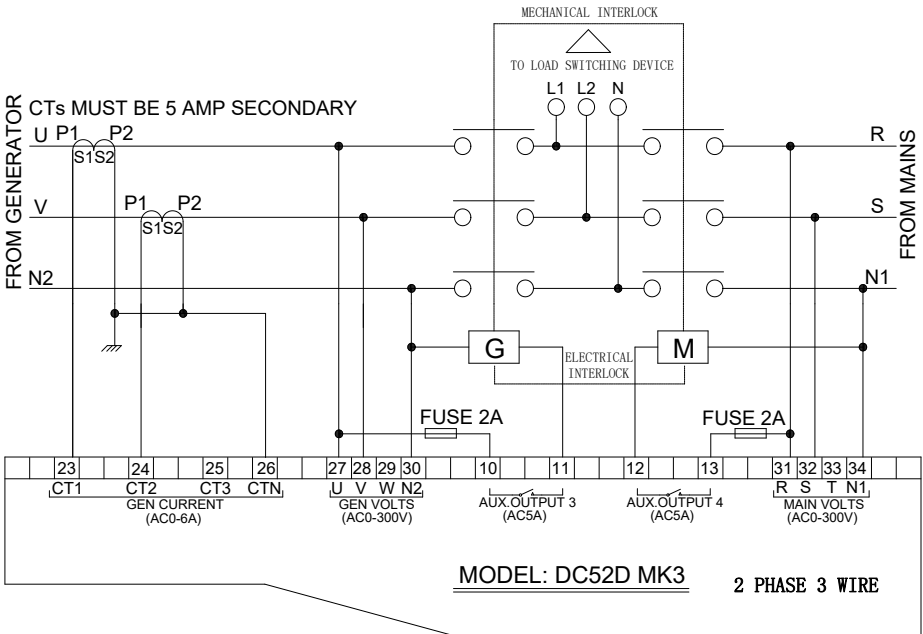 MECHANICAL INTERLOCK
TO LOAD SWITCHING DEVICE
L1 L2 N
CTs MUST BE 5 AMP SECONDARY
FROM GENERATOR
U P1 P2
S1S2
R
V P1 P2
S1S2
S
FROM MAINS
N2
N1
G
M
ELECTRICAL
INTERLOCK
FUSE 2A
FUSE 2A
23 24 25 26 27 28 29 30 10 11 12 13 31 32 33 34
CT1 CT2 CT3 CTN U V W N2 R S T N1
GEN CURRENT
(AC0-6A)
GEN VOLTS
(AC0-300V)
AUX.OUTPUT 3
(AC5A)
AUX.OUTPUT 4
(AC5A)
MAIN VOLTS
(AC0-300V)
MODEL: DC52D MK3
2 PHASE 3 WIRE